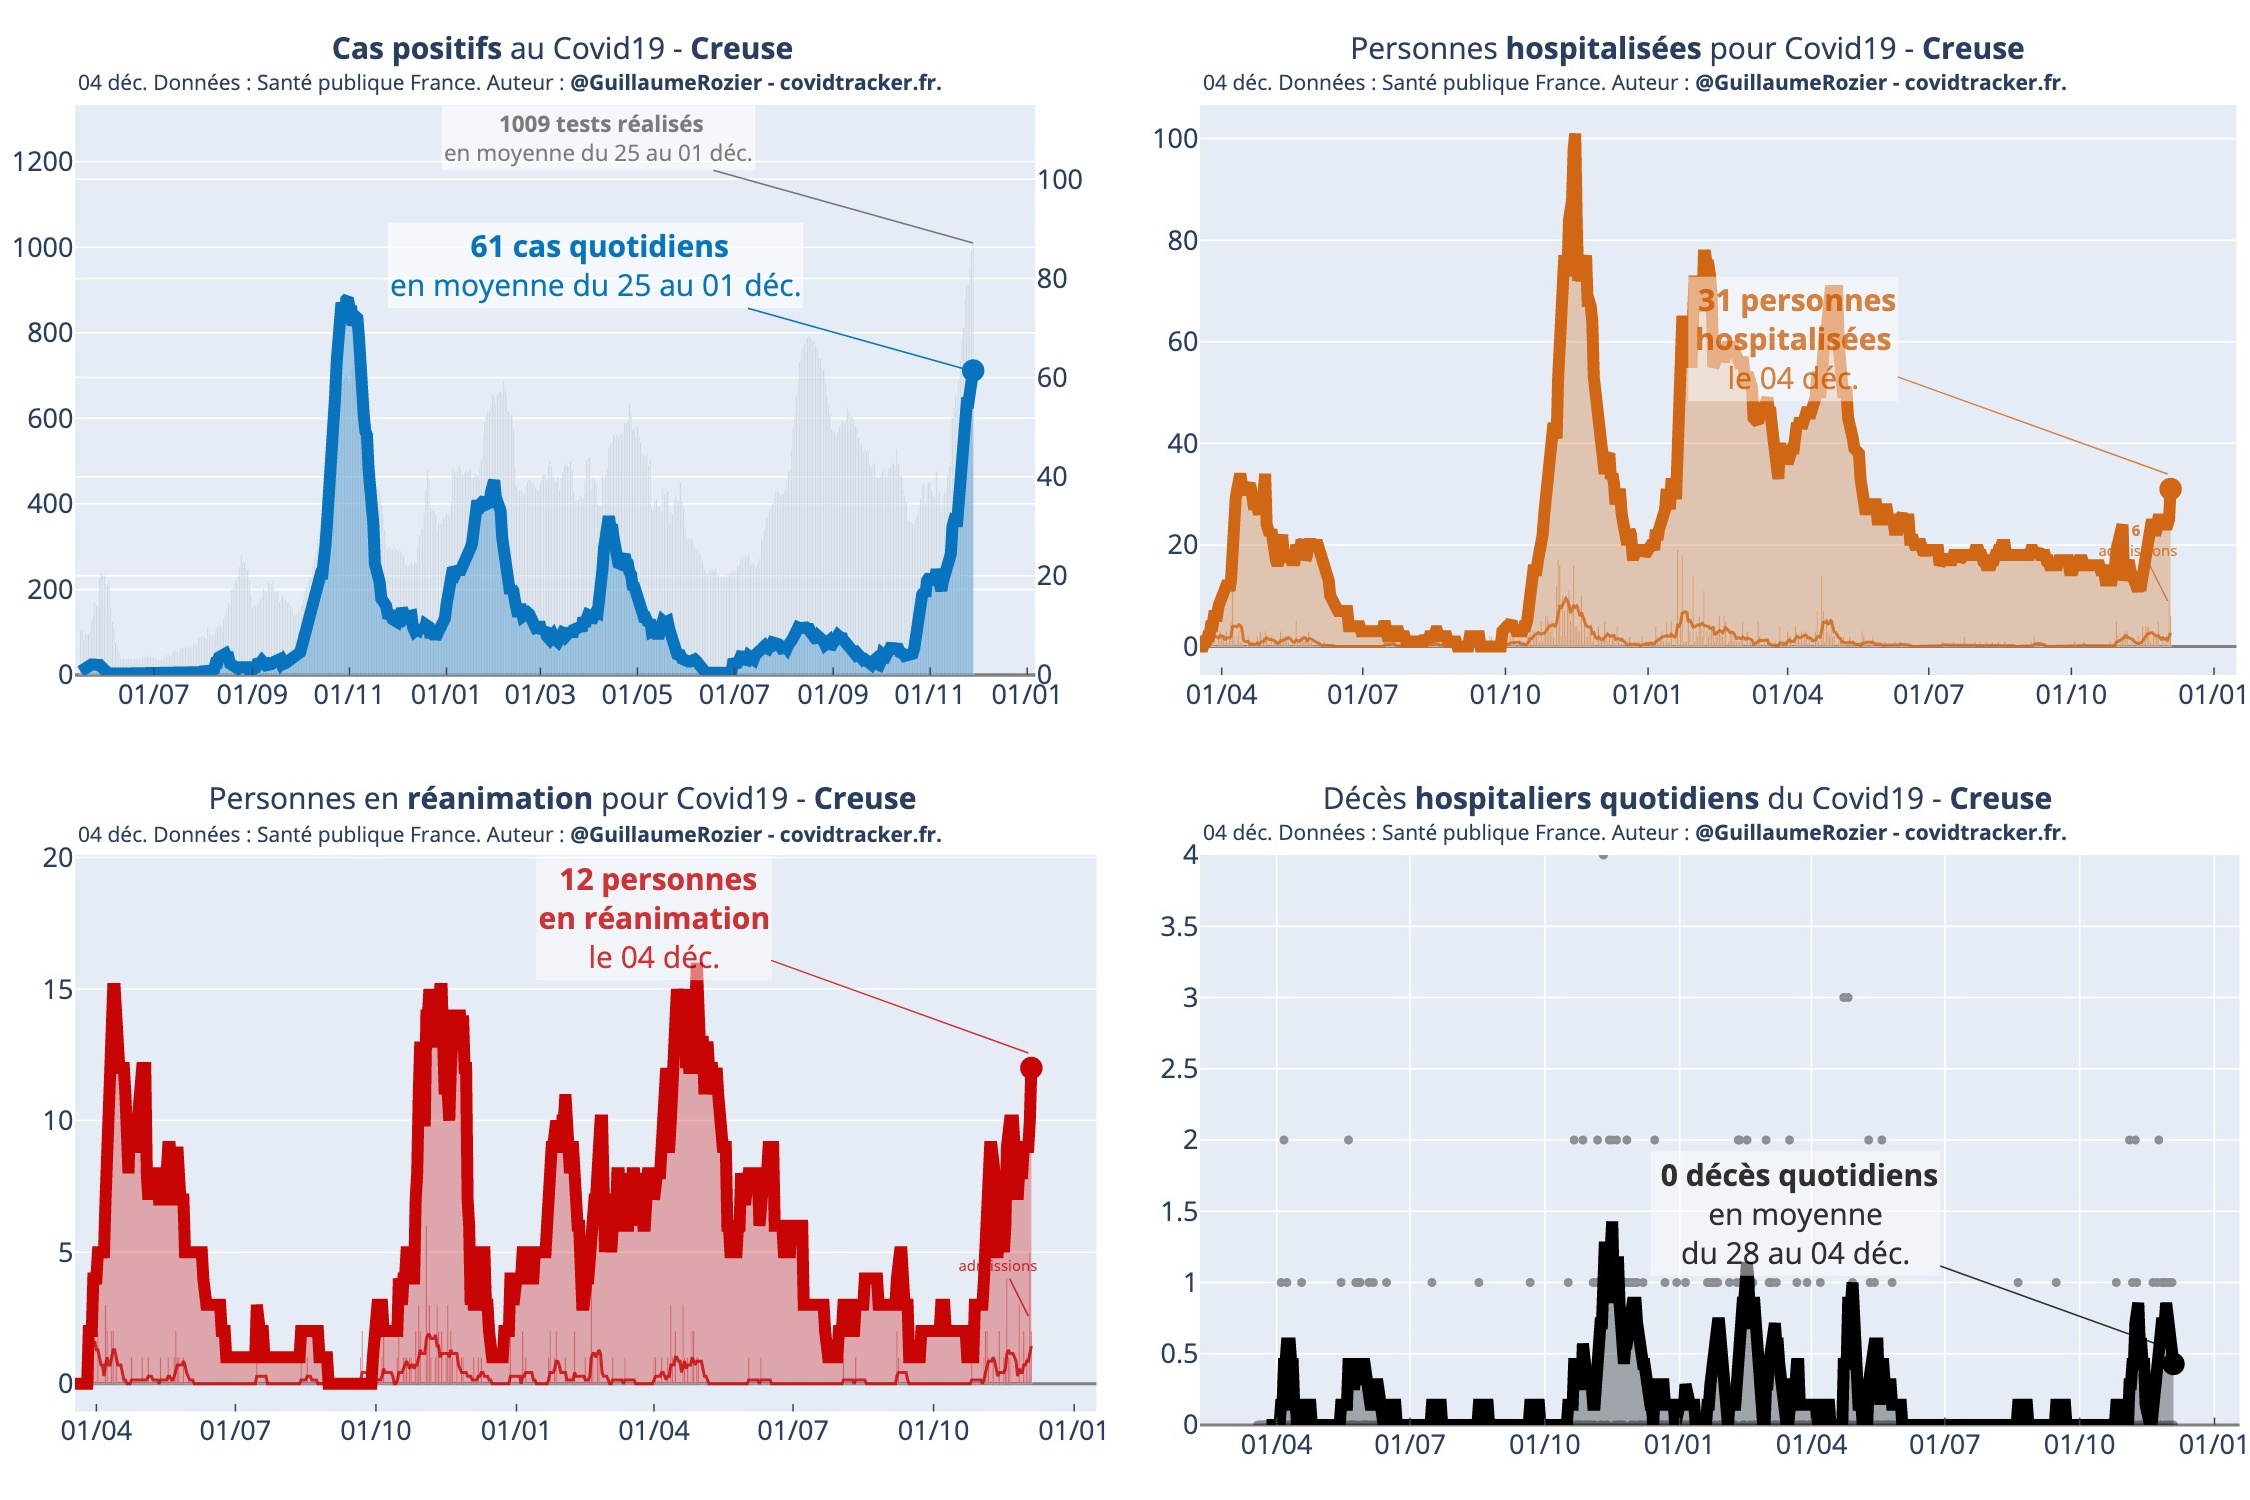 Cas positifs au Covid19 - Creuse
04 déc. Données : Santé publique France. Auteur : @GuillaumeRozier - covidtracker.fr.
1009 tests réalisés
en moyenne du 25 au 01 déc.
61 cas quotidiens
en moyenne du 25 au 01 déc.
1200
1000
800
600
400
200
0
100
80
60
40
20
0
01/07 01/09 01/11 01/01 01/03 01/05 01/07 01/09 01/11 01/01
Personnes hospitalisées pour Covid19 - Creuse
04 déc. Données : Santé publique France. Auteur : @GuillaumeRozier - covidtracker.fr.
31 personnes
hospitalisées
le 04 déc.
6
admissions
100
80
60
40
20
0
01/04 01/07 01/10 01/01 01/04 01/07 01/10 01/01
Personnes en réanimation pour Covid19 - Creuse
04 déc. Données : Santé publique France. Auteur : @GuillaumeRozier - covidtracker.fr.
12 personnes
en réanimation
le 04 déc.
admissions
20
15
10
5
0
01/04 01/07 01/10 01/01 01/04 01/07 01/10 01/01
Décès hospitaliers quotidiens du Covid19 - Creuse
04 déc. Données : Santé publique France. Auteur : @GuillaumeRozier - covidtracker.fr.
0 décès quotidiens
en moyenne
du 28 au 04 déc.
4
3.5
3
2.5
2
1.5
1
0.5
0
01/04 01/07 01/10 01/01 01/04 01/07 01/10 01/01